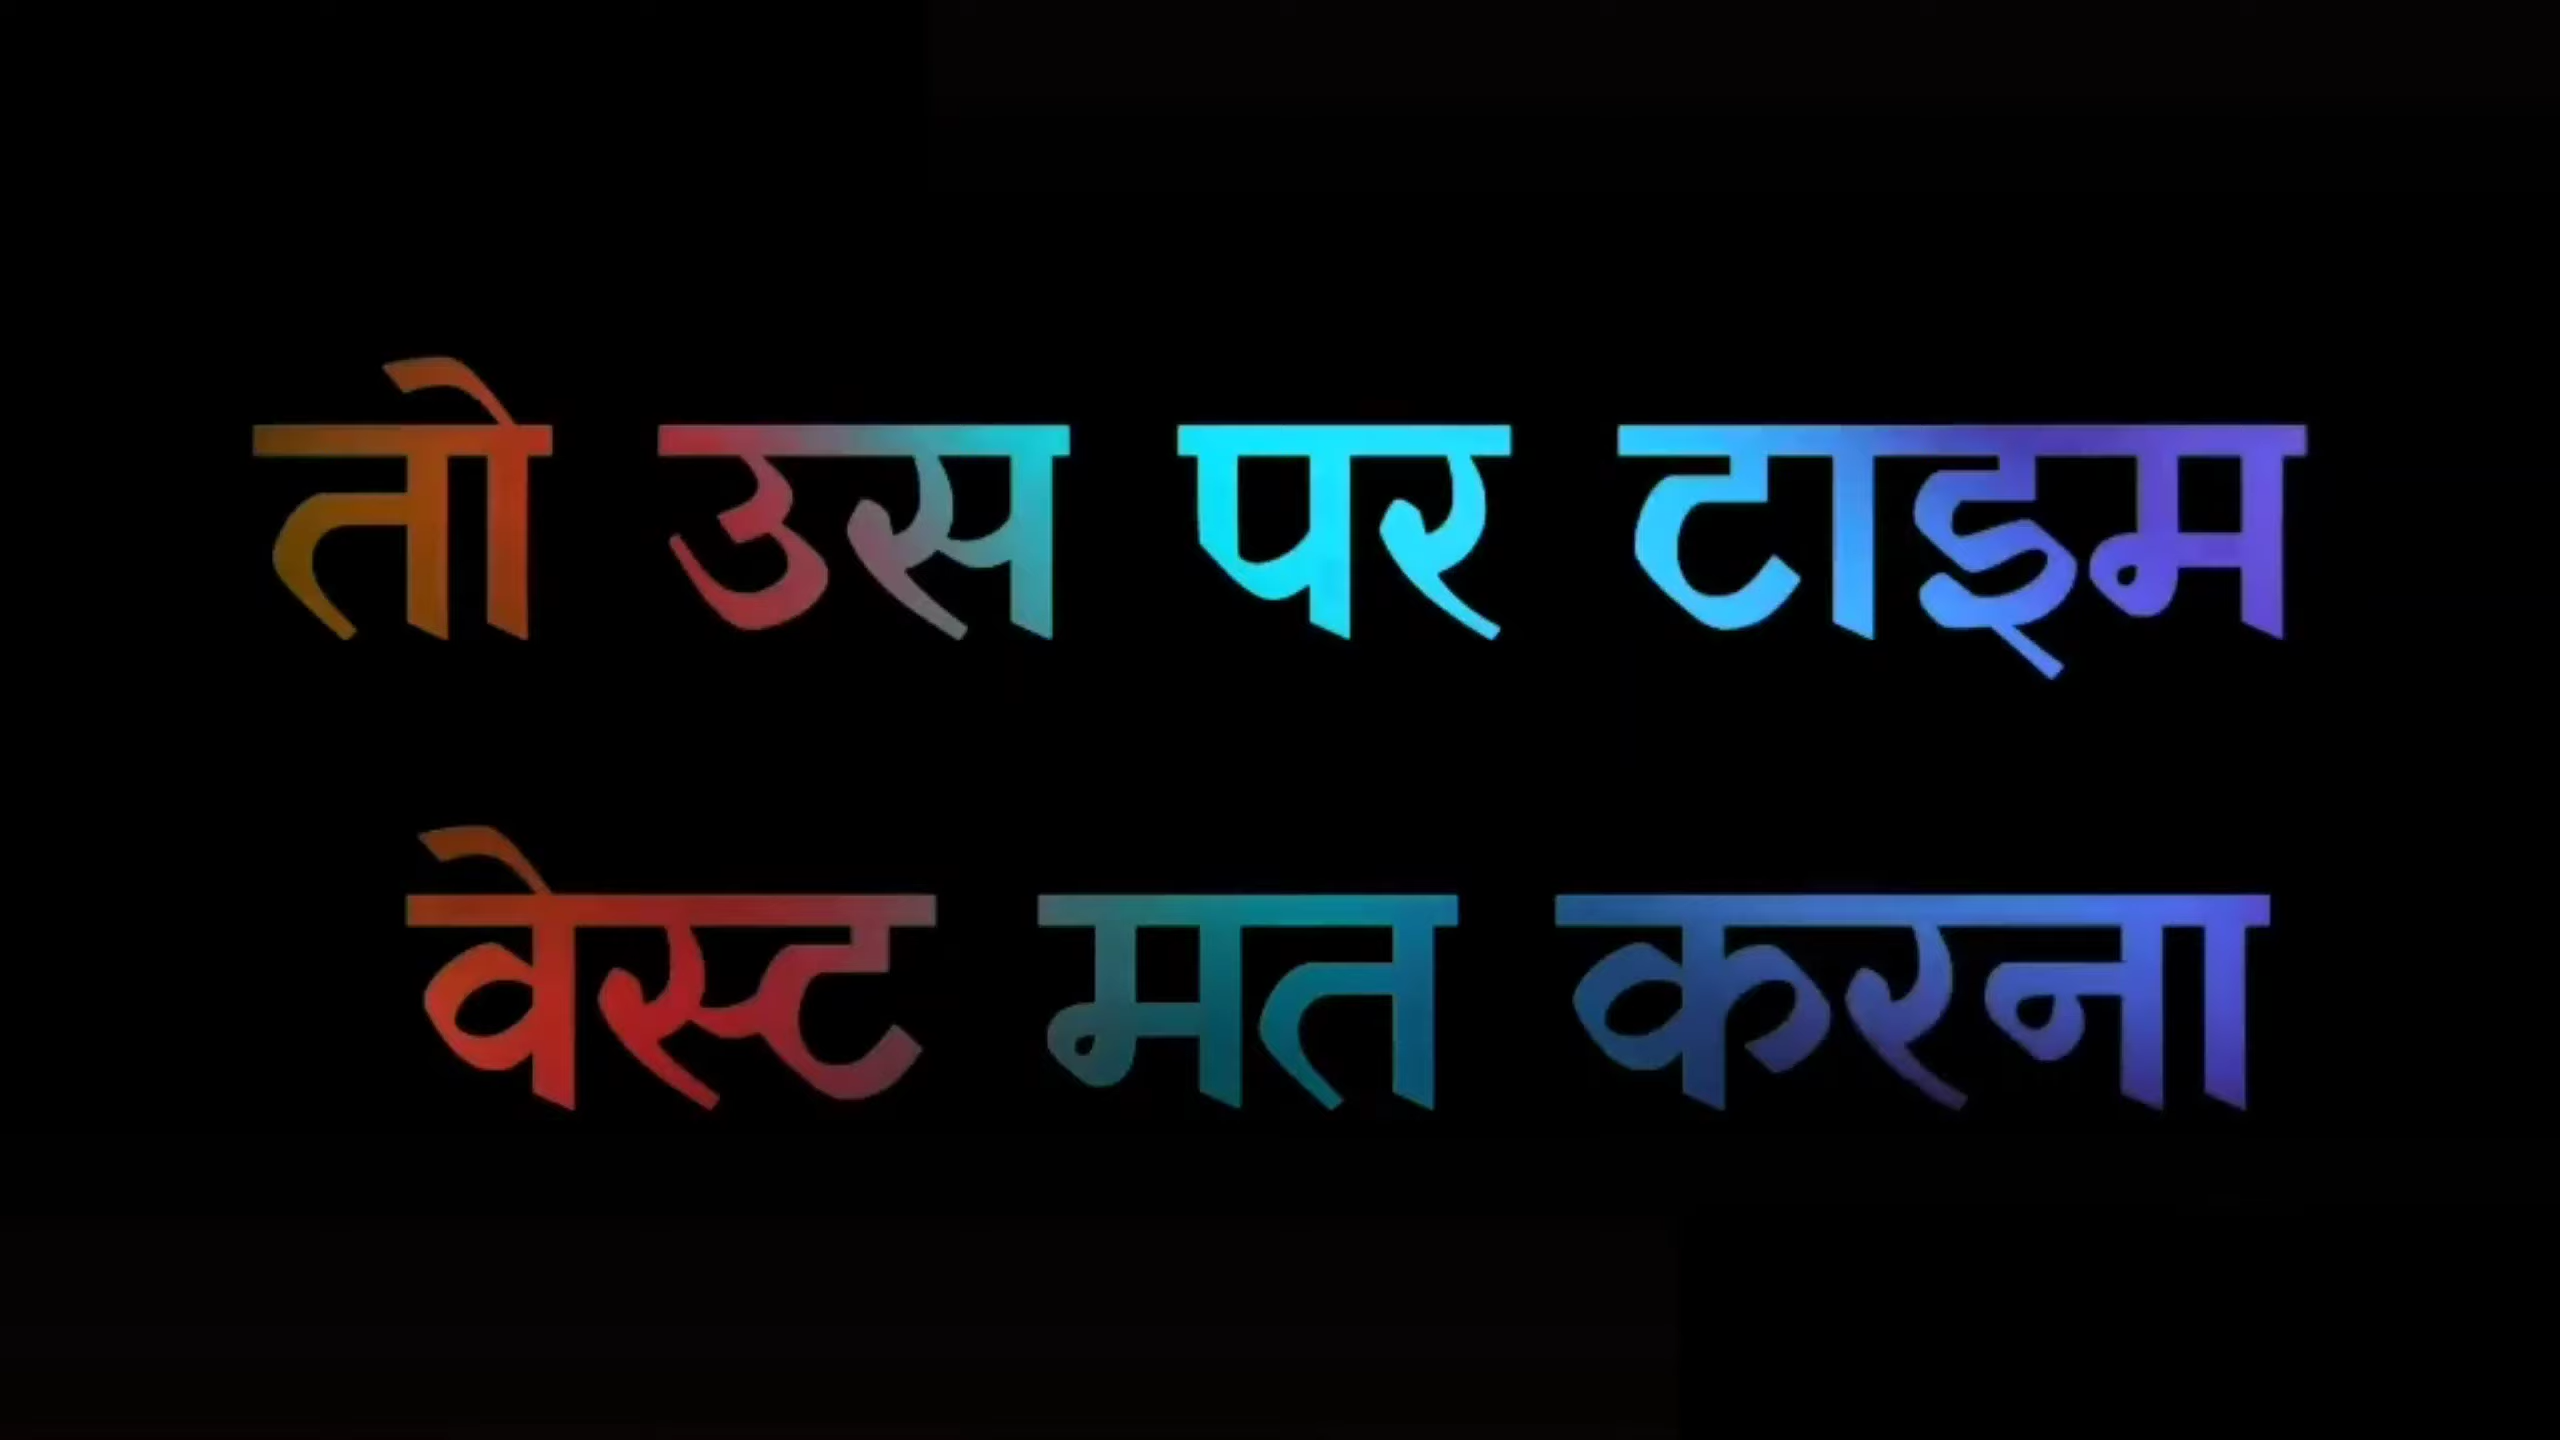 तो उस पर टाइम
वेस्ट मत करना